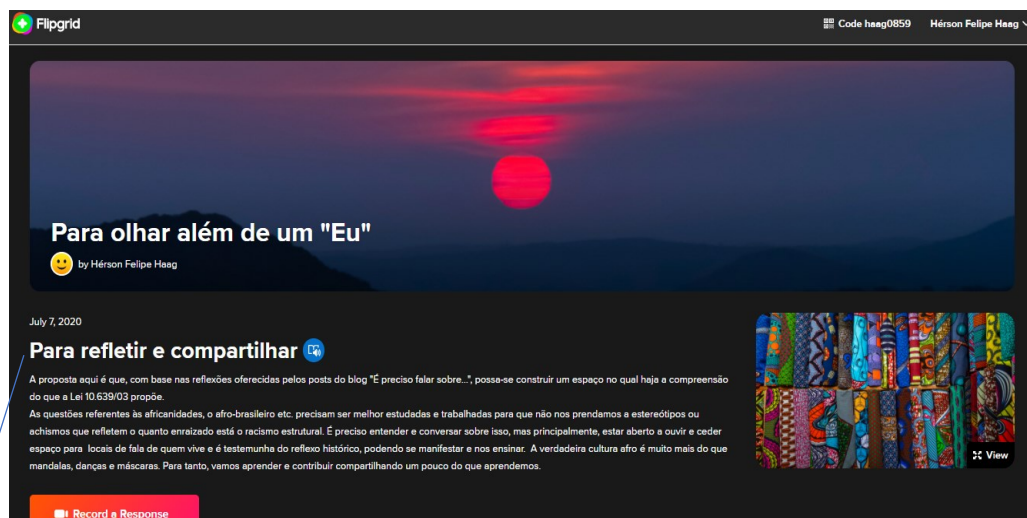 Flipgrid
Code haag0859
Hérson Felipe Haag
Para olhar além de um "Eu"
by Hérson Felipe Haag
July 7, 2020
Para refletir e compartilhar
A proposta aqui é que, com base nas reflexões oferecidas pelos posts do blog "É preciso falar sobre...", possa-se construir um espaço no qual haja a compreensão
do que a Lei 10.639/03 propõe.
As questões referentes às africanidades, o afro-brasileiro etc. precisam ser melhor estudadas e trabalhadas para que não nos prendamos a estereótipos ou
achismos que refletem o quanto enraizado está o racismo estrutural. É preciso entender e conversar sobre isso, mas principalmente, estar aberto a ouvir e ceder
espaço para locais de fala de quem vive e é testemunha do reflexo histórico, podendo se manifestar e nos ensinar. A verdadeira cultura afro é muito mais do que
mandalas, danças e máscaras. Para tanto, vamos aprender e contribuir compartilhando um pouco do que aprendemos.
View
Record a Response